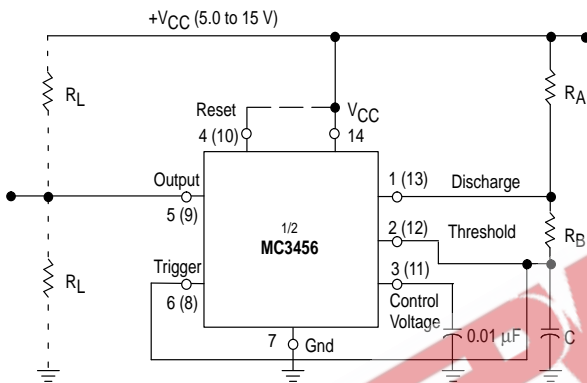 +VCC (5.0 to 15 V)
RL
Reset
4 (10)
VCC
14
RA
Output
5 (9)
1 (13)
Discharge
1/2
MC3456
2 (12)
Threshold
RB
Trigger
6 (8)
3 (11)
Control
Voltage
RL
7
Gnd
0.01 µF
C